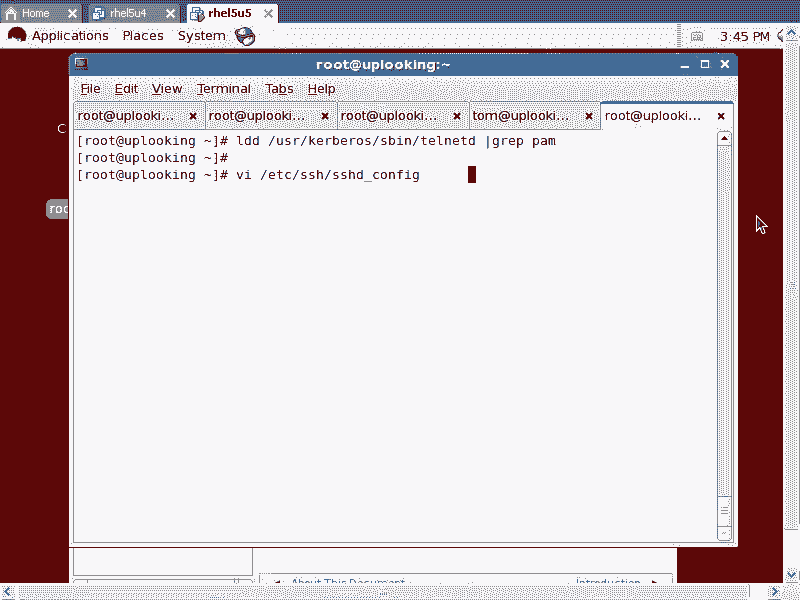 Home rhel5u4 rhel5u5
Applications Places System 3:45 PM
root@uplooking:~
File Edit View Terminal Tabs Help
root@uplooki... root@uplooki... root@uplooki... tom@uplooki... root@uplooki...
[root@uplooking ~]# ldd /usr/kerberos/sbin/telnetd |grep pam
[root@uplooking ~]#
[root@uplooking ~]# vi /etc/ssh/sshd_config
C
roo
About This Document Introduction